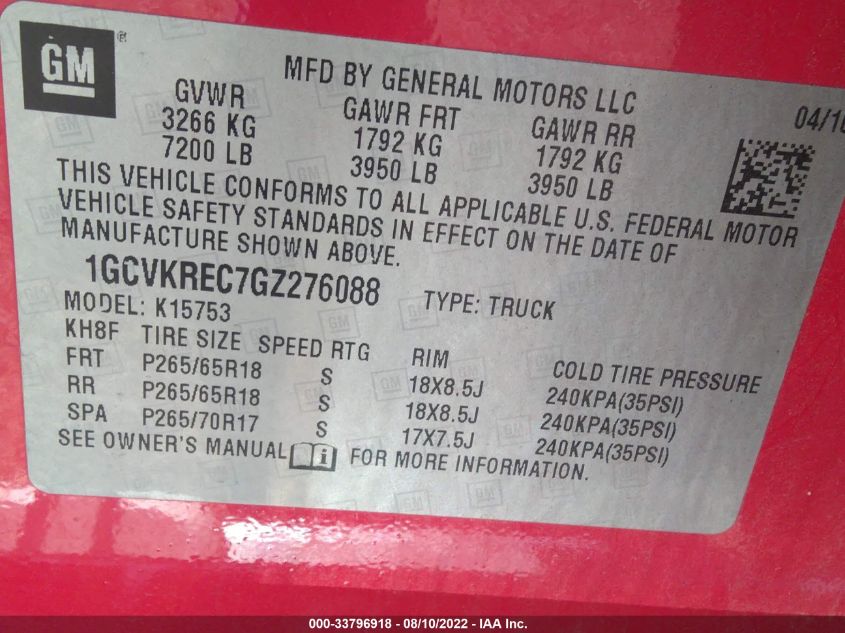 GM ®
MFD BY GENERAL MOTORS LLC
04/16
GVWR GAWR FRT GAWR RR
3266 KG 1792 KG 1792 KG
7200 LB 3950 LB 3950 LB
THIS VEHICLE CONFORMS TO ALL APPLICABLE U.S. FEDERAL MOTOR
VEHICLE SAFETY STANDARDS IN EFFECT ON THE DATE OF
MANUFACTURE SHOWN ABOVE.
1GCVKREC7GZ276088 TYPE: TRUCK
MODEL: K15753
KH8F TIRE SIZE SPEED RTG RIM COLD TIRE PRESSURE
FRT P265/65R18 S 18X8.5J 240KPA(35PSI)
RR P265/65R18 S 18X8.5J 240KPA(35PSI)
SPA P265/70R17 S 17X7.5J 240KPA(35PSI)
SEE OWNER'S MANUAL i FOR MORE INFORMATION.
000-33796918 - 08/10/2022 - IAA Inc.